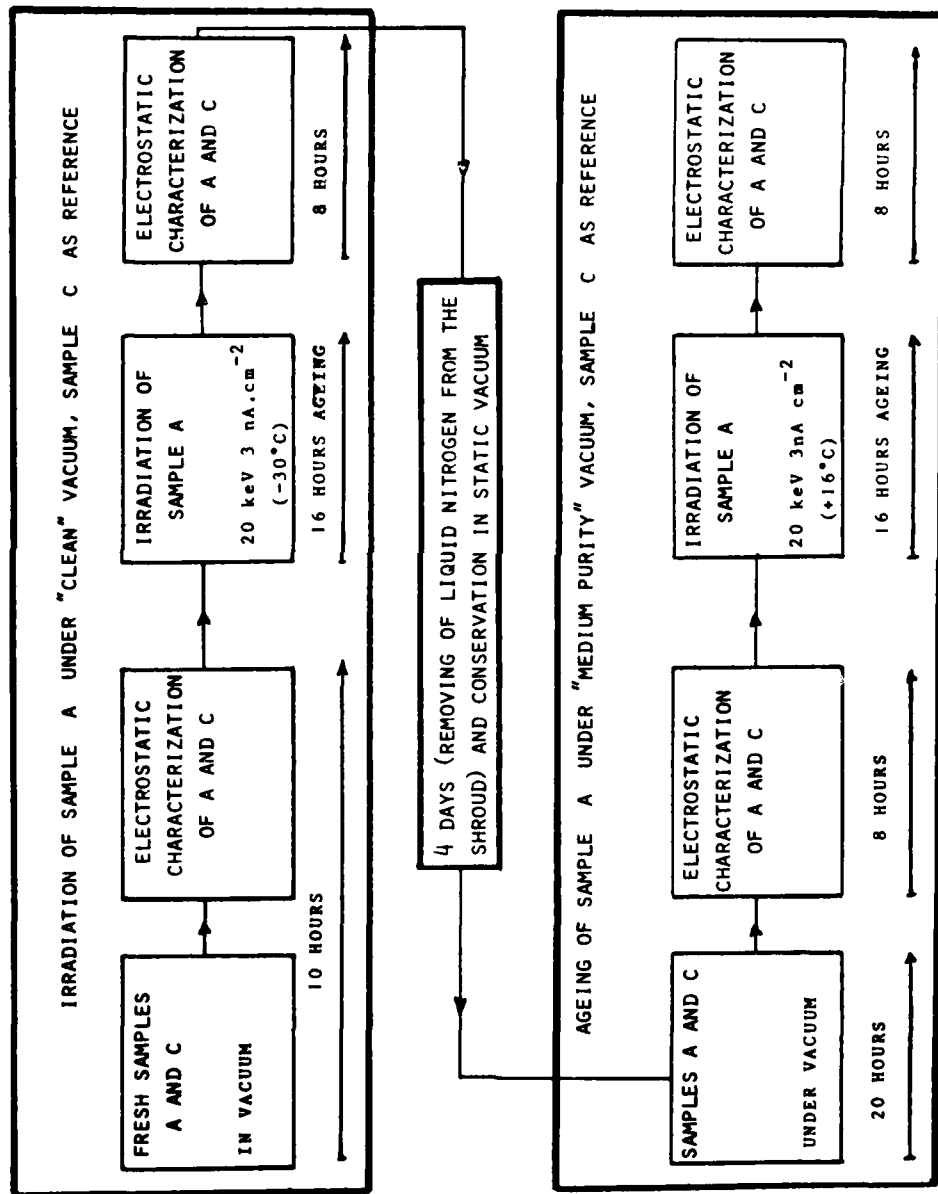 IRRADIATION OF SAMPLE A UNDER "CLEAN" VACUUM, SAMPLE C AS REFERENCE
FRESH SAMPLES
A AND C
IN VACUUM
ELECTROSTATIC
CHARACTERIZATION
OF A AND C
10 HOURS
IRRADIATION OF
SAMPLE A
20 keV 3 nA.cm-2
(-30°C)
16 HOURS AGEING
ELECTROSTATIC
CHARACTERIZATION
OF A AND C
8 HOURS
4 DAYS (REMOVING OF LIQUID NITROGEN FROM THE
SHROUD) AND CONSERVATION IN STATIC VACUUM
AGEING OF SAMPLE A UNDER "MEDIUM PURITY" VACUUM, SAMPLE C AS REFERENCE
SAMPLES A AND C
UNDER VACUUM
20 HOURS
ELECTROSTATIC
CHARACTERIZATION
OF A AND C
8 HOURS
IRRADIATION OF
SAMPLE A
20 keV 3nA cm-2
(+16°C)
16 HOURS AGEING
ELECTROSTATIC
CHARACTERIZATION
OF A AND C
8 HOURS